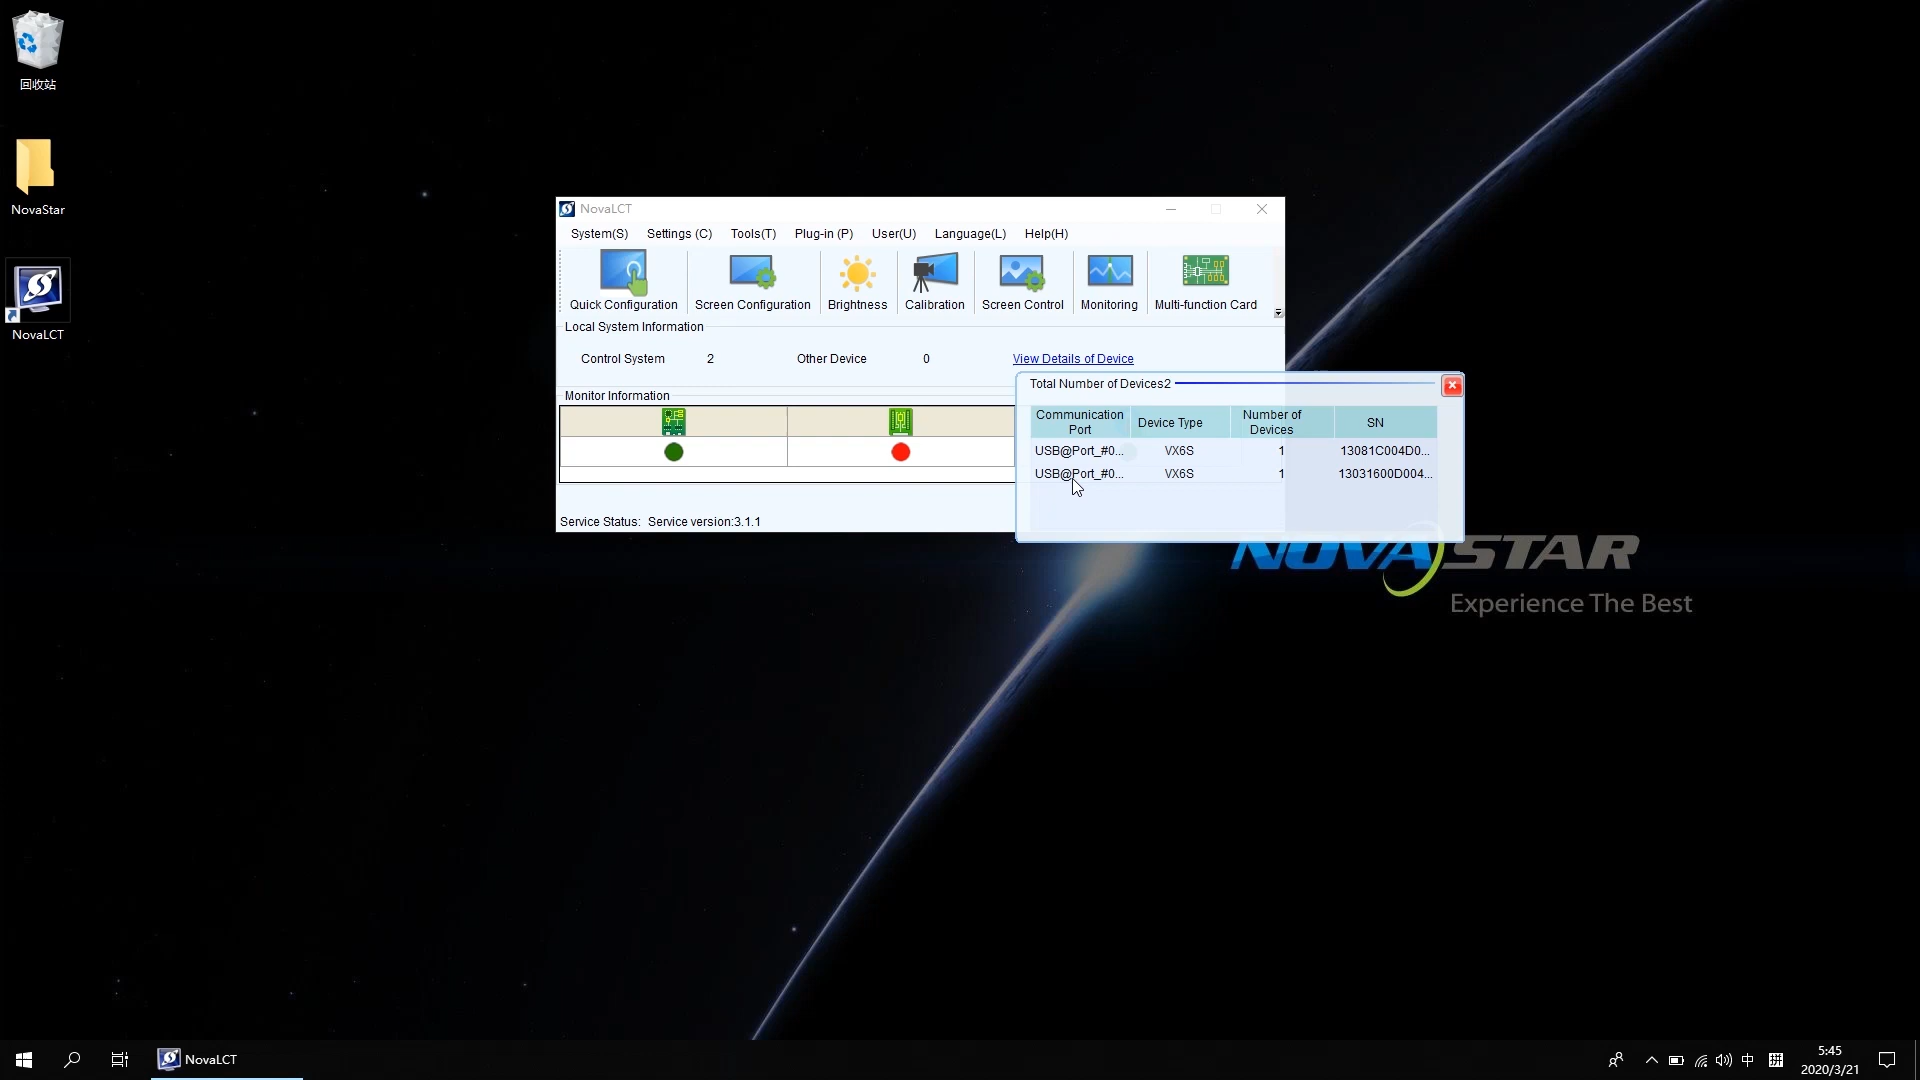 回收站
NovaStar
NovaLCT
NovaLCT
System(S) Settings (C) Tools(T) Plug-in (P) User(U) Language(L) Help(H)
Quick Configuration Screen Configuration Brightness Calibration Screen Control Monitoring Multi-function Card
Local System Information
Control System 2 Other Device 0 View Details of Device
Monitor Information
Service Status: Service version:3.1.1
Total Number of Devices2
Communication Port Device Type Number of Devices SN
USB@Port_#0... VX6S 1 13081C004D0...
USB@Port_#0... VX6S 1 13031600D004...
NOVASTAR
Experience The Best
NovaLCT
中
拼
5:45
2020/3/21